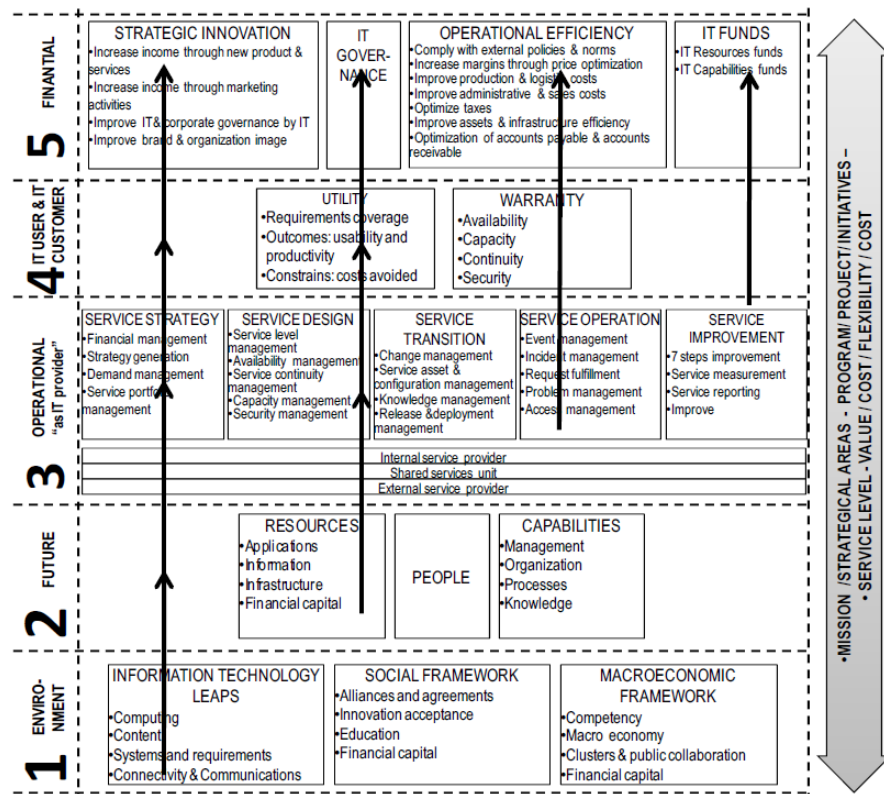 5
FINANTIAL
STRATEGIC INNOVATION
•Increase income through new product &
services
•Increase income through marketing
activities
•Improve IT& corporate governance by IT
•Improve brand & organization image
IT
GOVER-
NANCE
OPERATIONAL EFFICIENCY
•Comply with external policies & norms
•Increase margins through price optimization
•Improve production & logistic costs
•Improve administrative & sales costs
•Optimize taxes
•Improve assets & infrastructure efficiency
•Optimization of accounts payable & accounts
receivable
IT FUNDS
•IT Resources funds
•IT Capabilities funds
4
IT USER & IT
CUSTOMER
UTILITY
•Requirements coverage
•Outcomes: usability and
productivity
•Constrains: costs avoided
WARRANTY
•Availability
•Capacity
•Continuity
•Security
3
OPERATIONAL
“as IT provider”
SERVICE STRATEGY
•Financial management
•Strategy generation
•Demand management
•Service portfolio
management
SERVICE DESIGN
•Service level
management
•Availability management
•Service continuity
management
•Capacity management
•Security management
SERVICE
TRANSITION
•Change management
•Service asset &
configuration management
•Knowledge management
•Release &deployment
management
SERVICE OPERATION
•Event management
•Incident management
•Request fulfillment
•Problem management
•Access management
SERVICE
IMPROVEMENT
•7 steps improvement
•Service measurement
•Service reporting
•Improve
Internal service provider
Shared services unit
External service provider
2
FUTURE
RESOURCES
•Applications
•Information
•Infrastructure
•Financial capital
PEOPLE
CAPABILITIES
•Management
•Organization
•Processes
•Knowledge
1
ENVIRO-
NMENT
INFORMATION TECHNOLOGY
LEAPS
•Computing
•Content
•Systems and requirements
•Connectivity & Communications
SOCIAL FRAMEWORK
•Alliances and agreements
•Innovation acceptance
•Education
•Financial capital
MACROECONOMIC
FRAMEWORK
•Competency
•Macro economy
•Clusters & public collaboration
•Financial capital
•MISSION /STRATEGICAL AREAS - PROGRAM/ PROJECT/ INITIATIVES –
• SERVICE LEVEL - VALUE / COST / FLEXIBILITY / COST